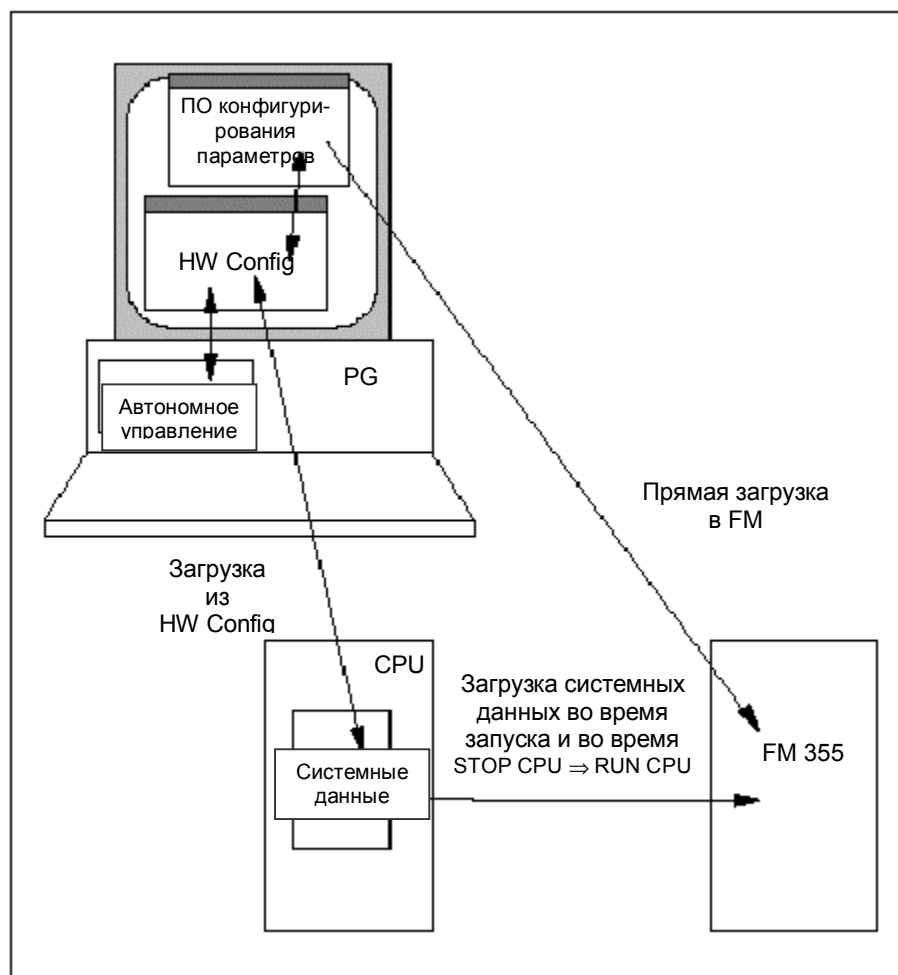 ПО конфигури-
рования
параметров
HW Config
PG
Автономное
управление
Прямая загрузка
в FM
Загрузка
из
HW Config
CPU
Загрузка системных
данных во время
запуска и во время
STOP CPU ⇒ RUN CPU
FM 355
Системные
данные